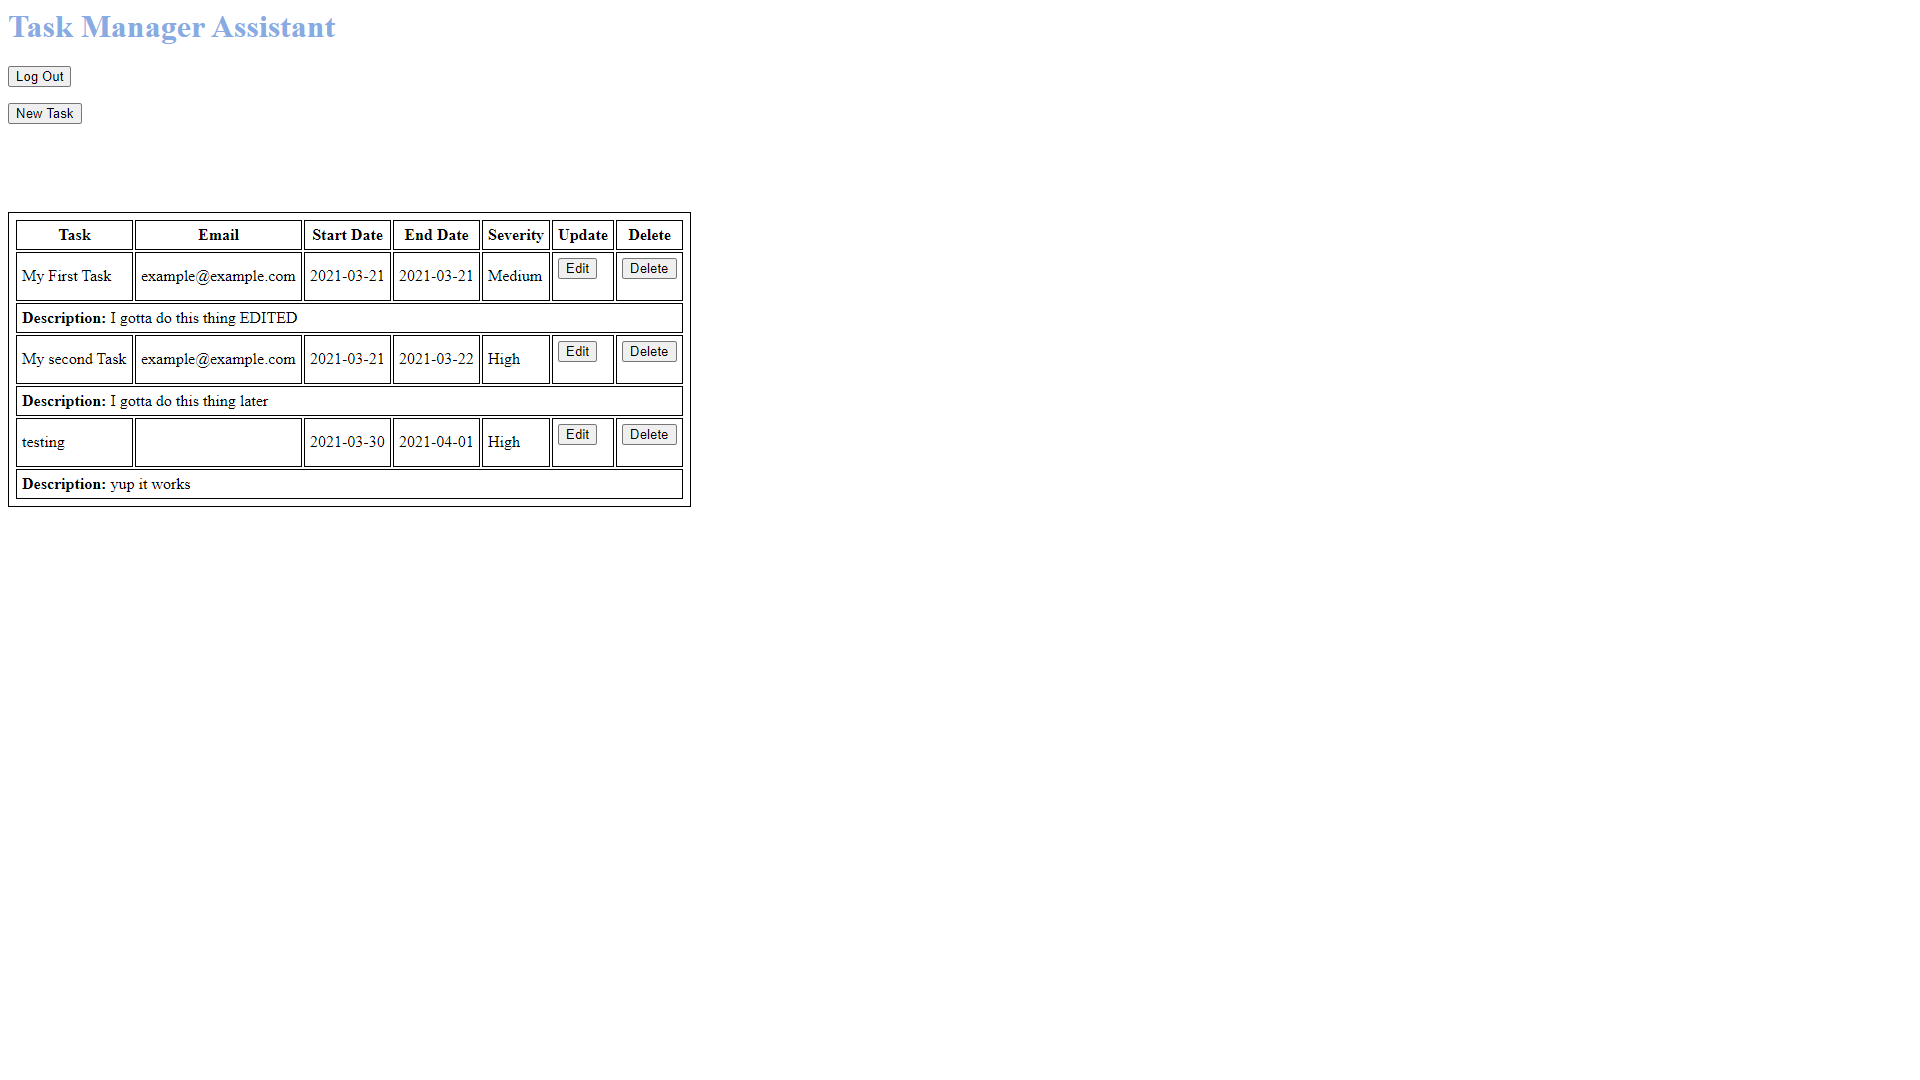 Task Manager Assistant
Log Out
New Task
Task Email Start Date End Date Severity Update Delete
My First Task example@example.com 2021-03-21 2021-03-21 Medium Edit Delete
Description: I gotta do this thing EDITED
My second Task example@example.com 2021-03-21 2021-03-22 High Edit Delete
Description: I gotta do this thing later
testing 2021-03-30 2021-04-01 High Edit Delete
Description: yup it works